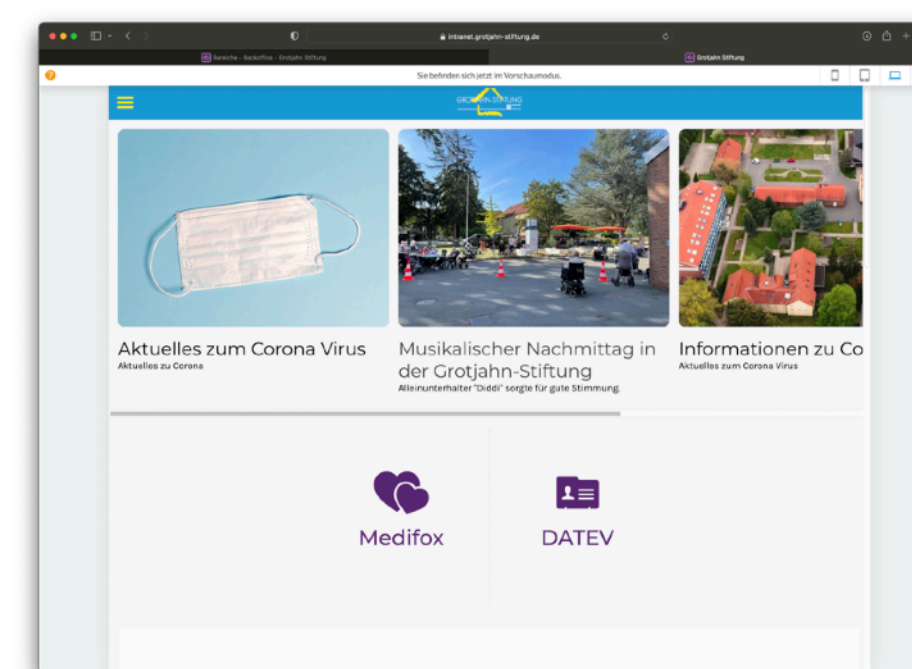 intranet.grotjahn-stiftung.de
Bereiche - Backoffice - Grotjahn Stiftung
Grotjahn Stiftung
?
Sie befinden sich jetzt im Vorschaumodus.
GROTJAHN-STIFTUNG
Aktuelles zum Corona Virus
Aktuelles zu Corona
Musikalischer Nachmittag in
der Grotjahn-Stiftung
Alleinunterhalter "Diddi" sorgte für gute Stimmung.
Informationen zu Co
Aktuelles zum Corona Virus
Medifox
DATEV